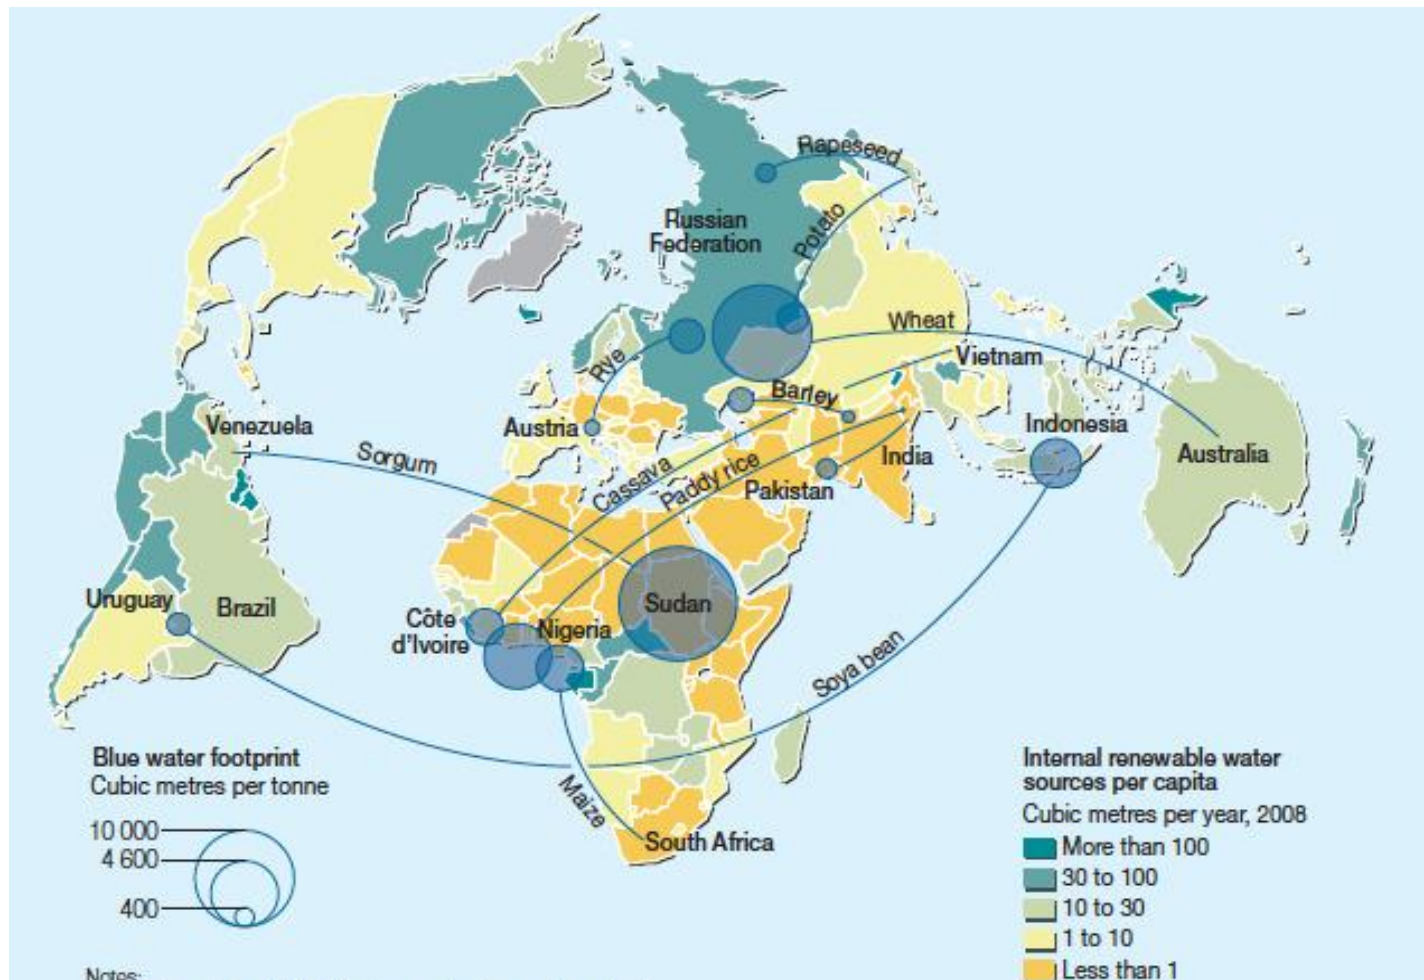 Rapeseed
Russian
Federation
Potato
Wheat
Vietnam
Rye
Barley
Venezuela
Austria
Indonesia
Sorgum
India
Australia
Cassava
Paddy rice
Pakistan
Uruguay
Brazil
Côte
d'Ivoire
Nigeria
Sudan
Soya bean
Maize
South Africa
Blue water footprint
Cubic metres per tonne
10 000
4 600
400
Internal renewable water
sources per capita
Cubic metres per year, 2008
More than 100
30 to 100
10 to 30
1 to 10
Less than 1
Notes: